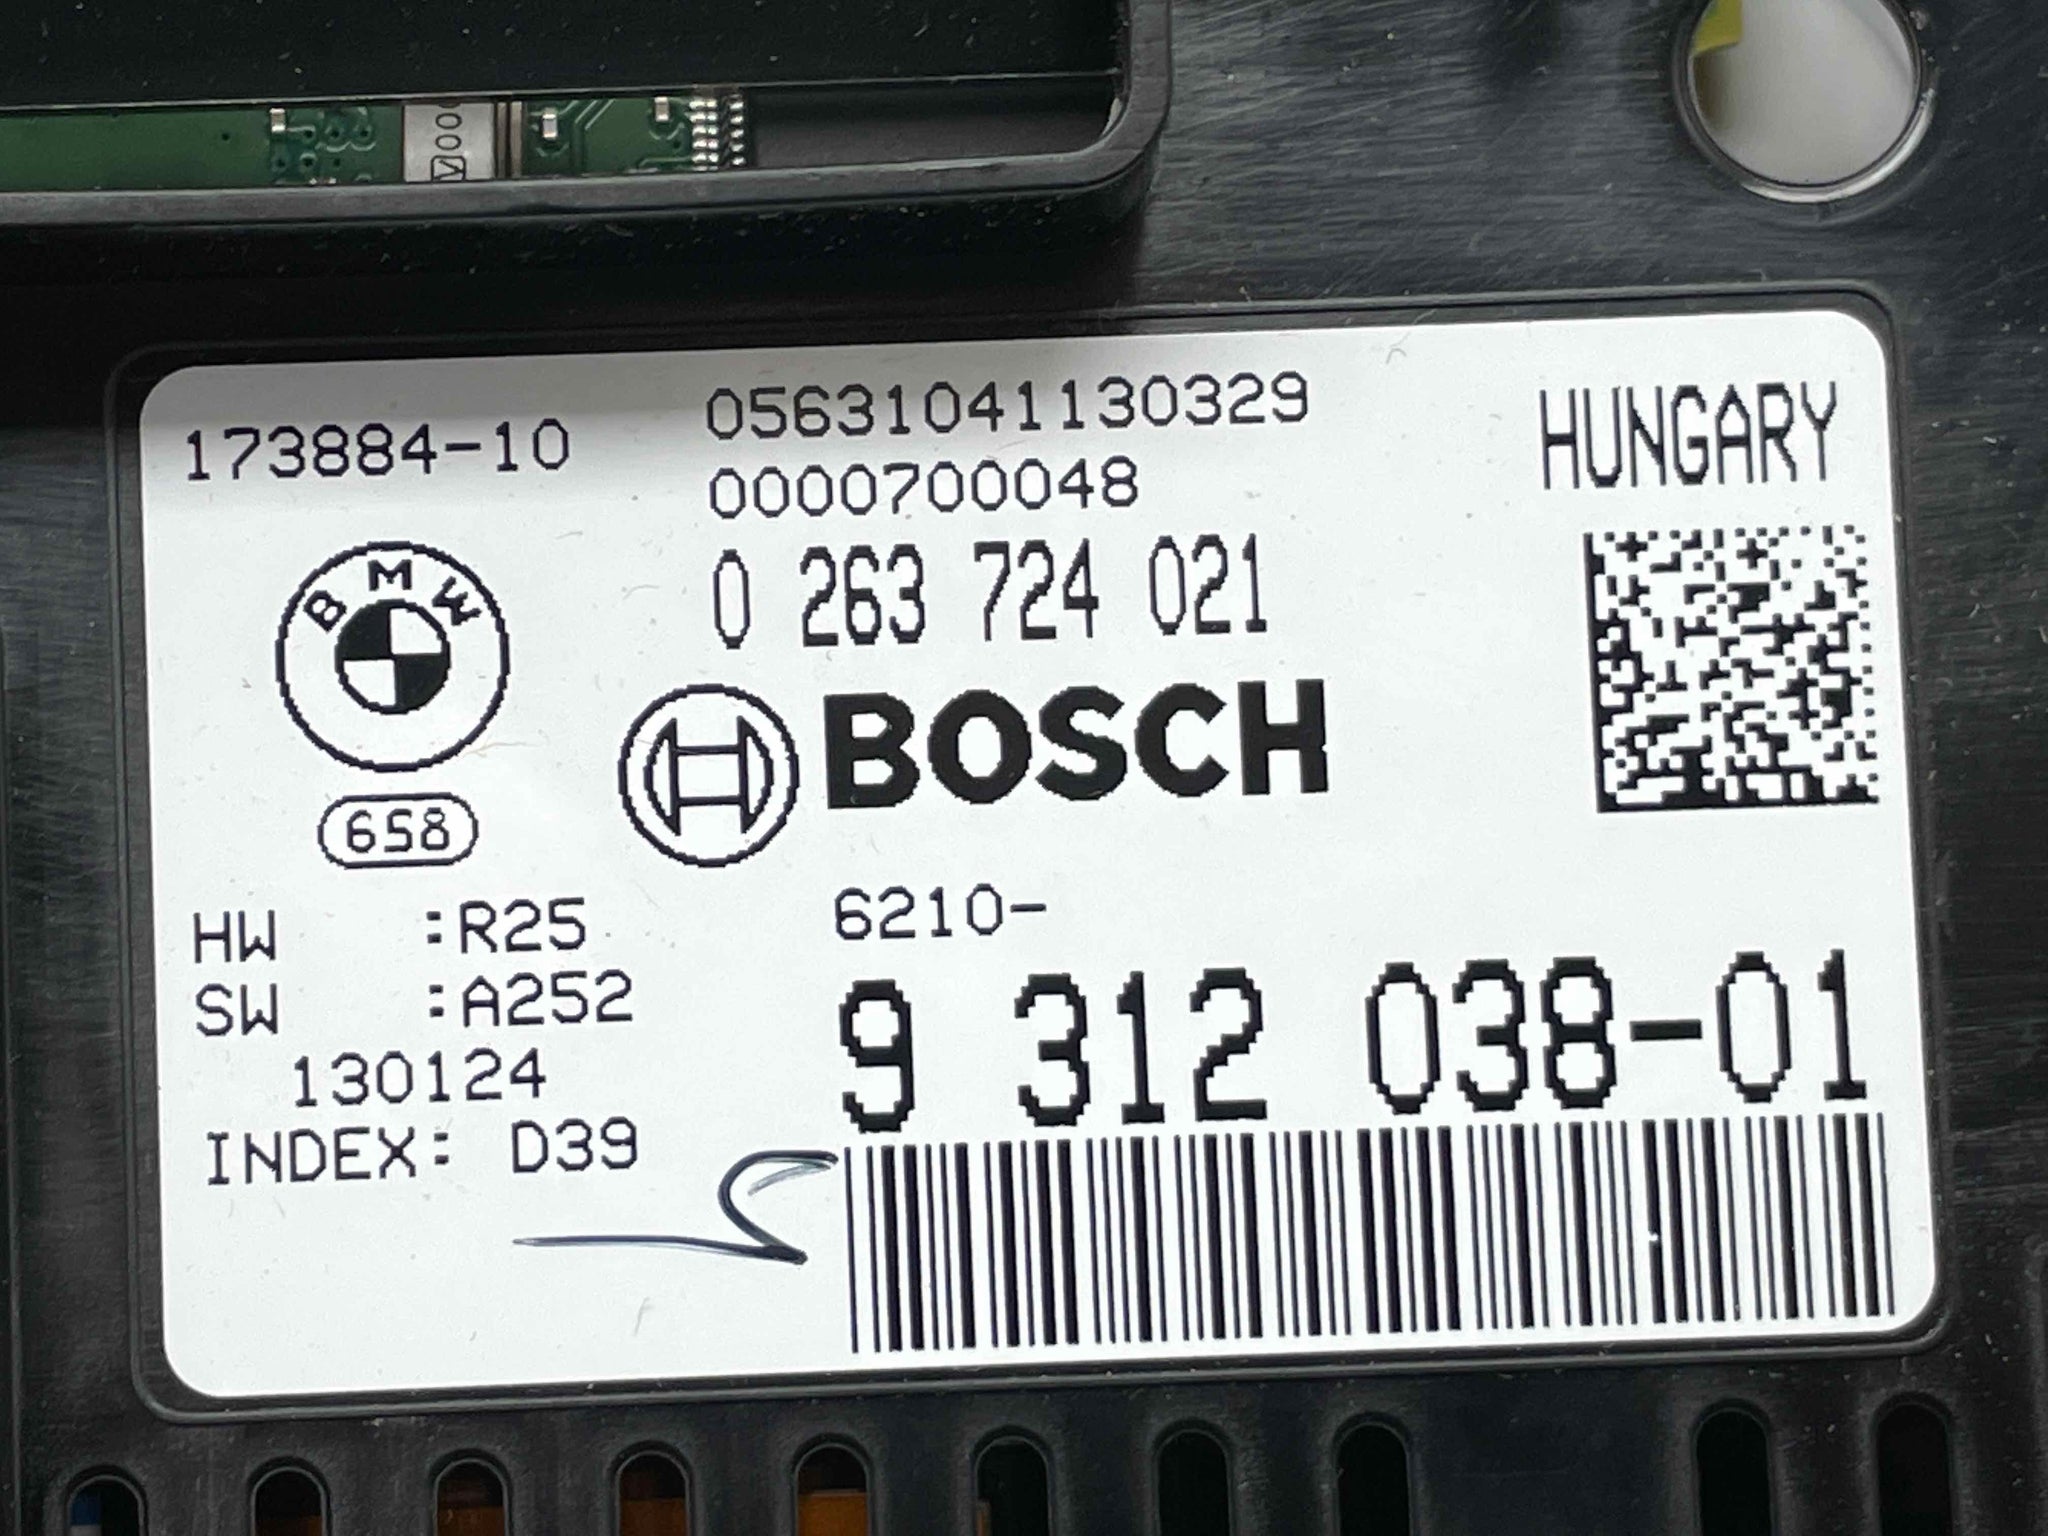 V000
173884-10
05631041130329
0000700048
HUNGARY
0 263 724 021
BMW
BOSCH
658
6210-
HW :R25
SW :A252
130124
INDEX: D39
9 312 038-01